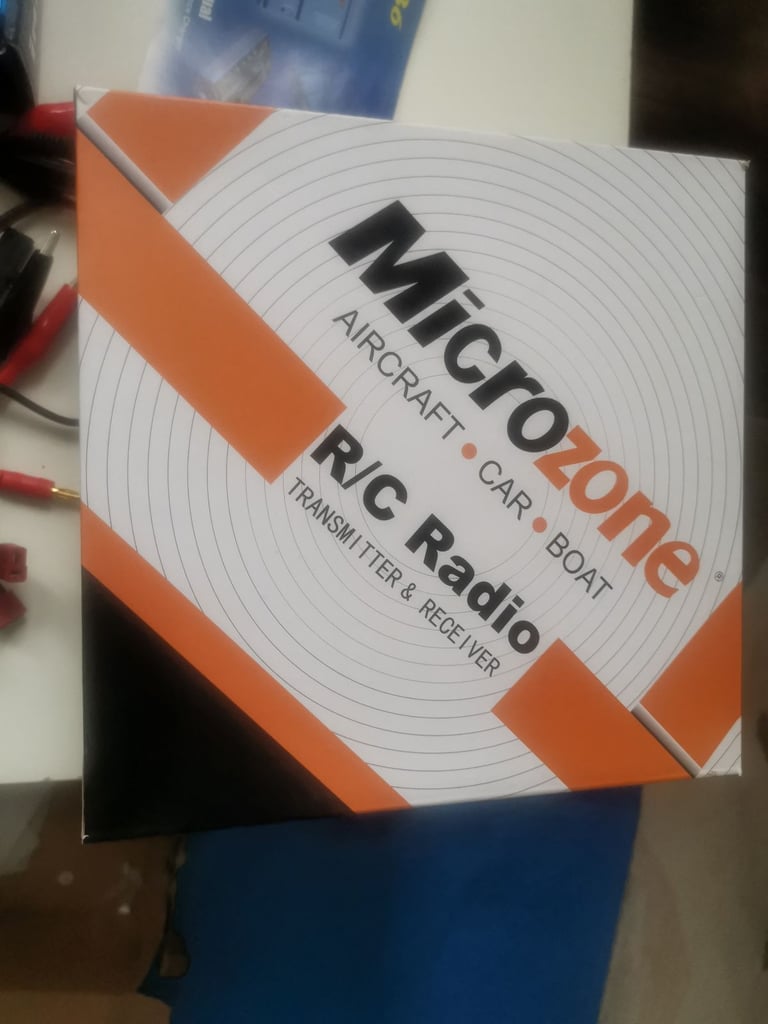 Microzone®
AIRCRAFT • CAR • BOAT
R/C Radio
TRANSMITTER & RECEIVER